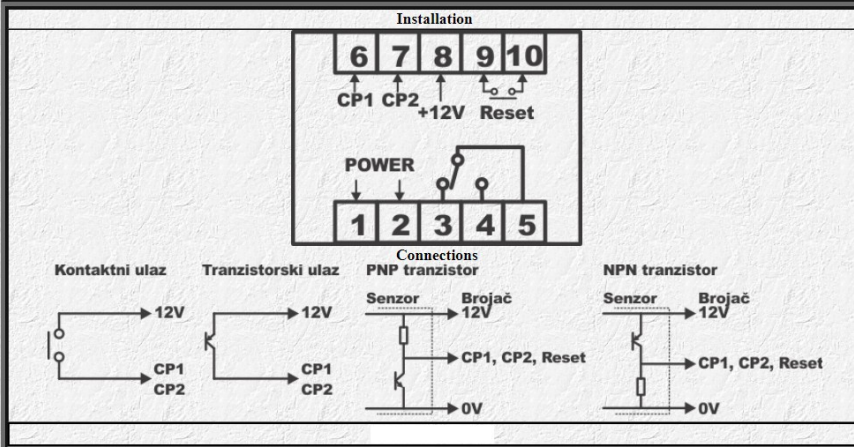 Installation
6 7 8 9 10
CP1 CP2 +12V Reset
POWER
1 2 3 4 5
Connections
Kontaktni ulaz Tranzistorski ulaz PNP tranzistor NPN tranzistor
Senzor Brojač Senzor Brojač
12V 12V 12V 12V
CP1, CP2, Reset CP1, CP2, Reset
CP1 CP1
CP2 CP2
0V 0V